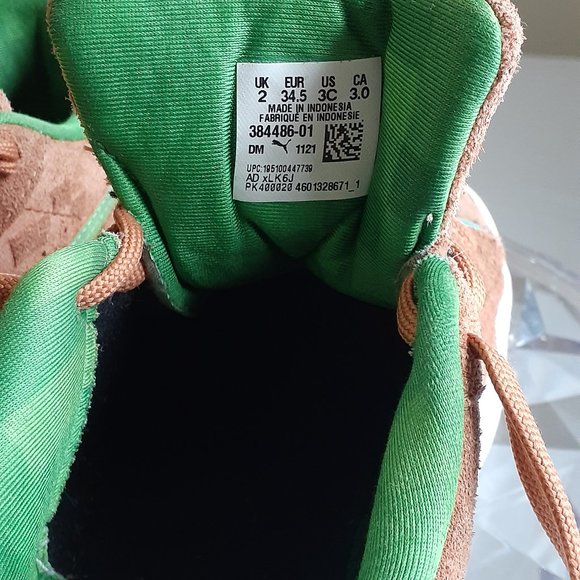 UK EUR US CA
2 34.5 3C 3.0
MADE IN INDONESIA
FABRIQUÉ EN INDONESIE
384486-01
DM 1121
UPC:195100447739
AD xLK6J
PK400020 4601328671_1